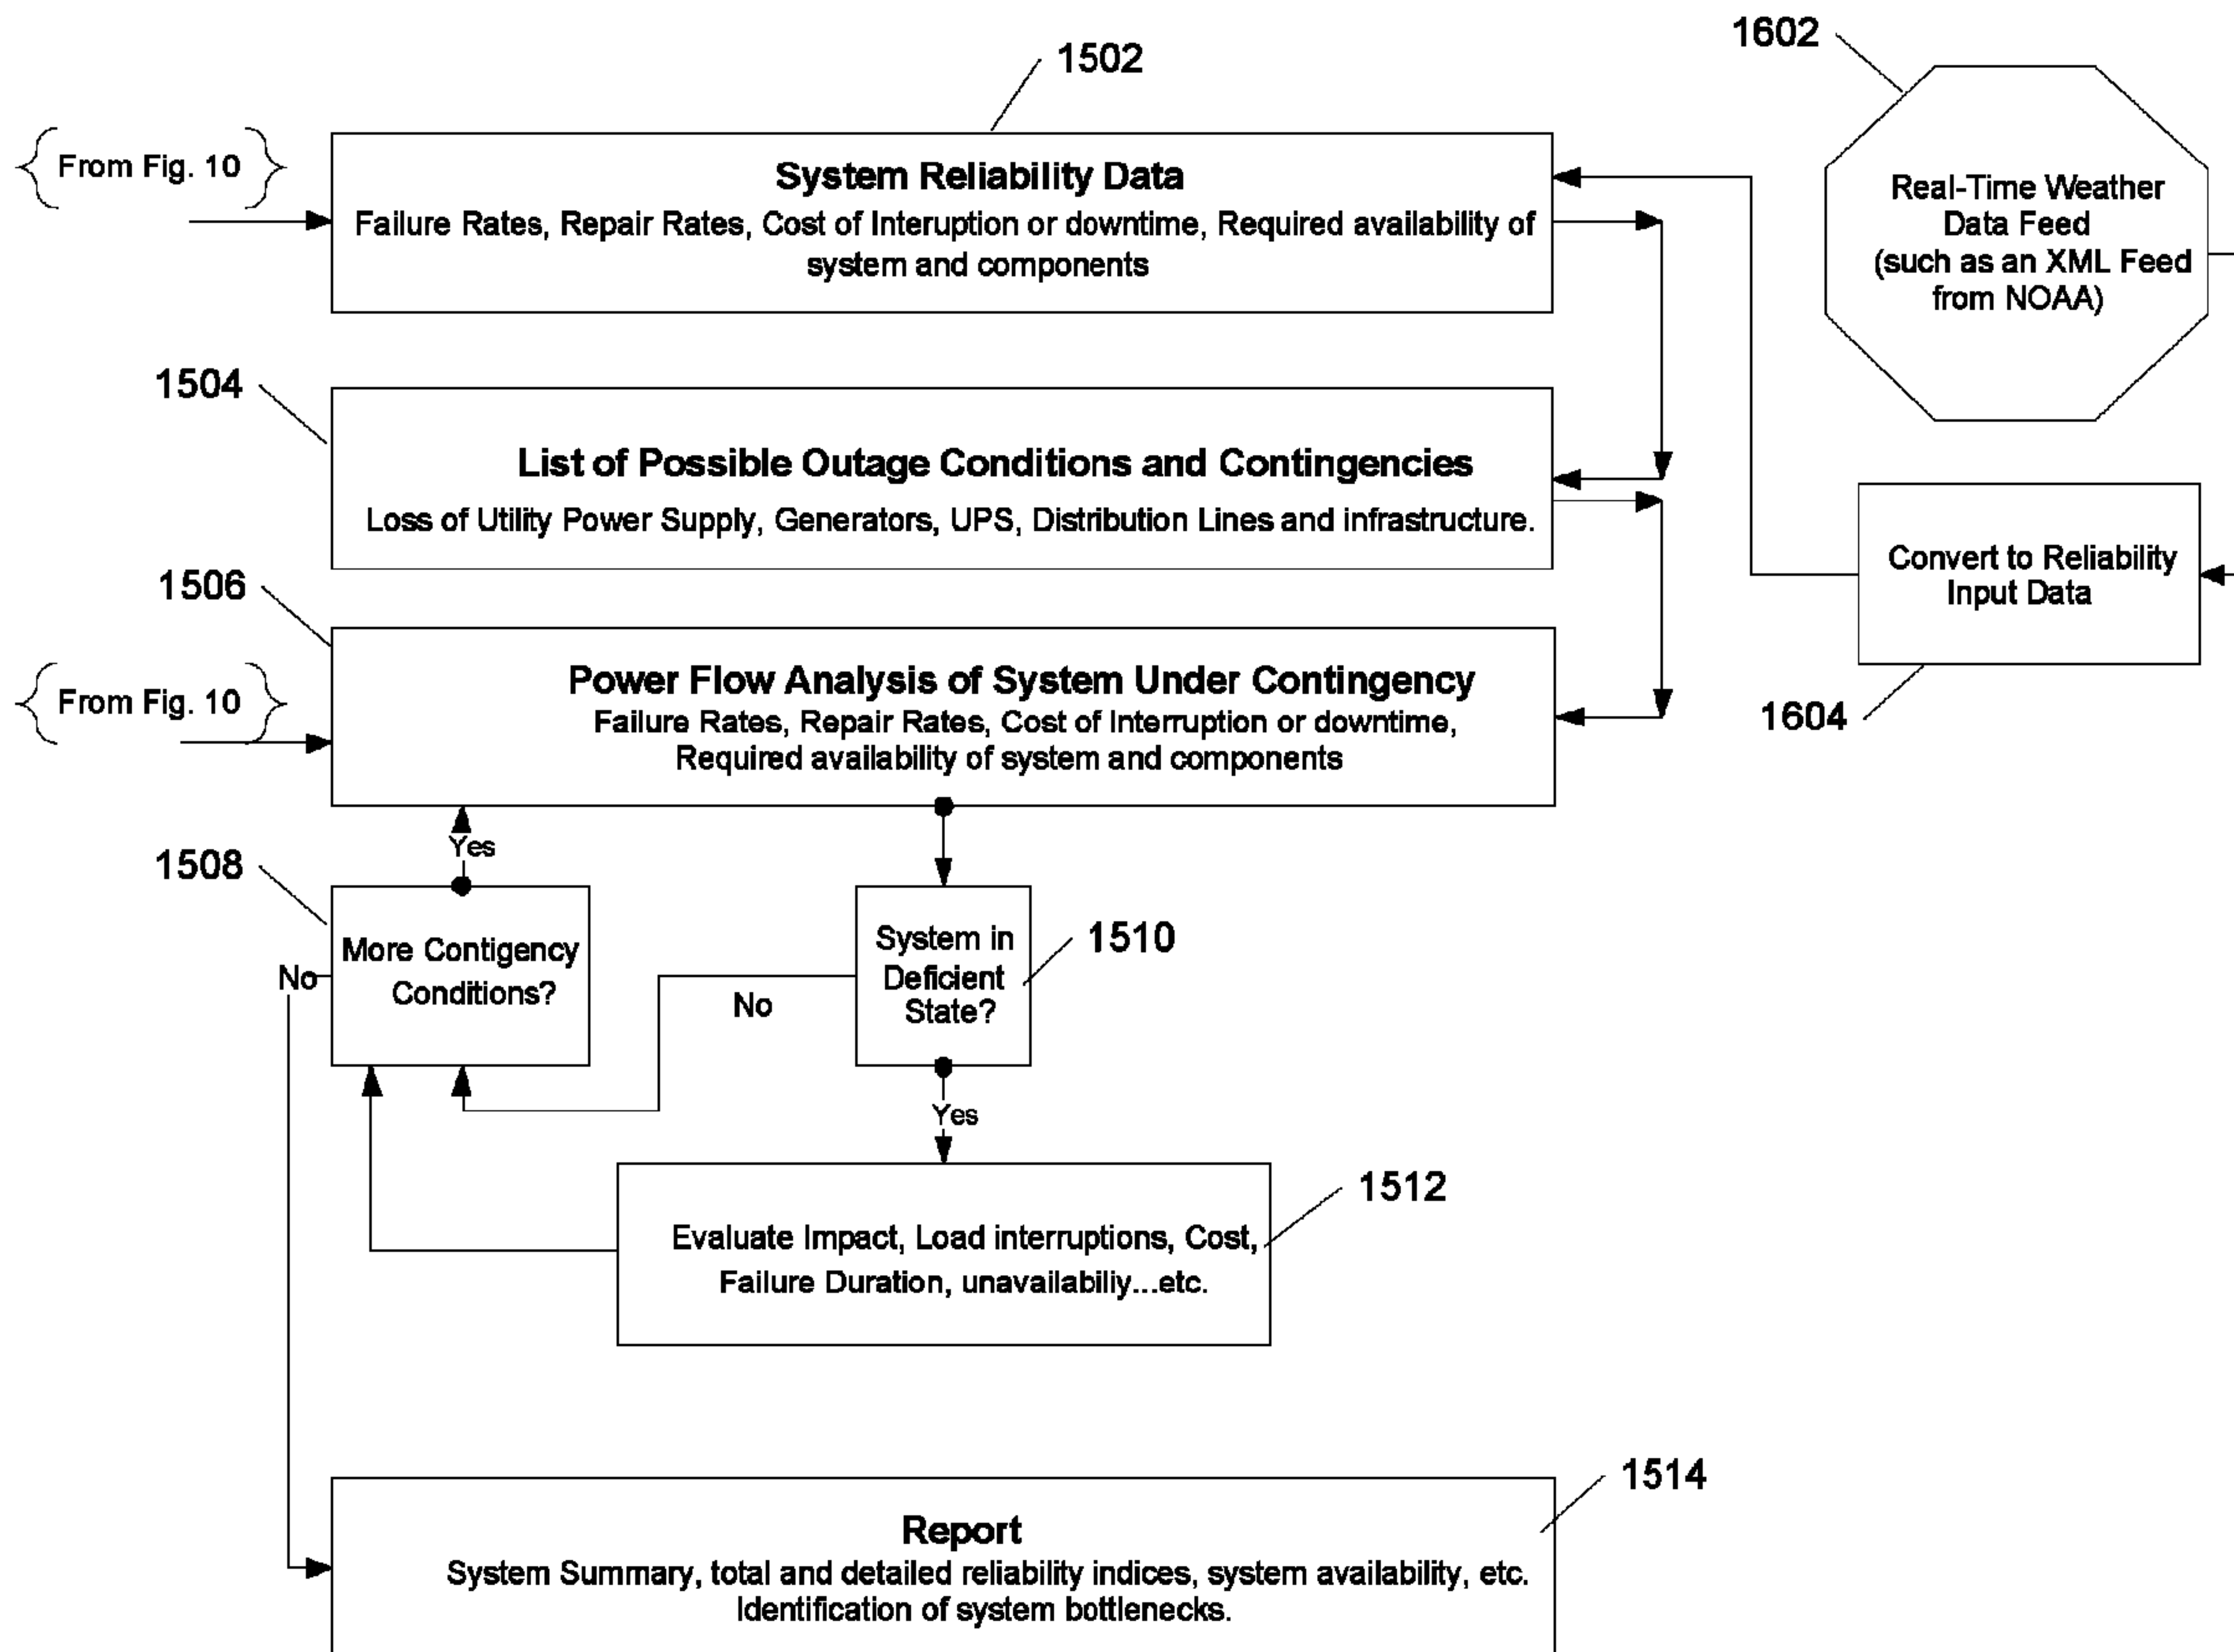 1502
1602
From Fig. 10
System Reliability Data
Failure Rates, Repair Rates, Cost of Interuption or downtime, Required availability of
system and components
Real-Time Weather
Data Feed
(such as an XML Feed
from NOAA)
1504
List of Possible Outage Conditions and Contingencies
Loss of Utility Power Supply, Generators, UPS, Distribution Lines and infrastructure.
Convert to Reliability
Input Data
1604
1506
From Fig. 10
Power Flow Analysis of System Under Contingency
Failure Rates, Repair Rates, Cost of Interruption or downtime,
Required availability of system and components
Yes
1508
More Contigency
Conditions?
No
System in
Deficient
State?
1510
No
Yes
1512
Evaluate Impact, Load interruptions, Cost,
Failure Duration, unavailabiliy...etc.
1514
Report
System Summary, total and detailed reliability indices, system availability, etc.
Identification of system bottlenecks.